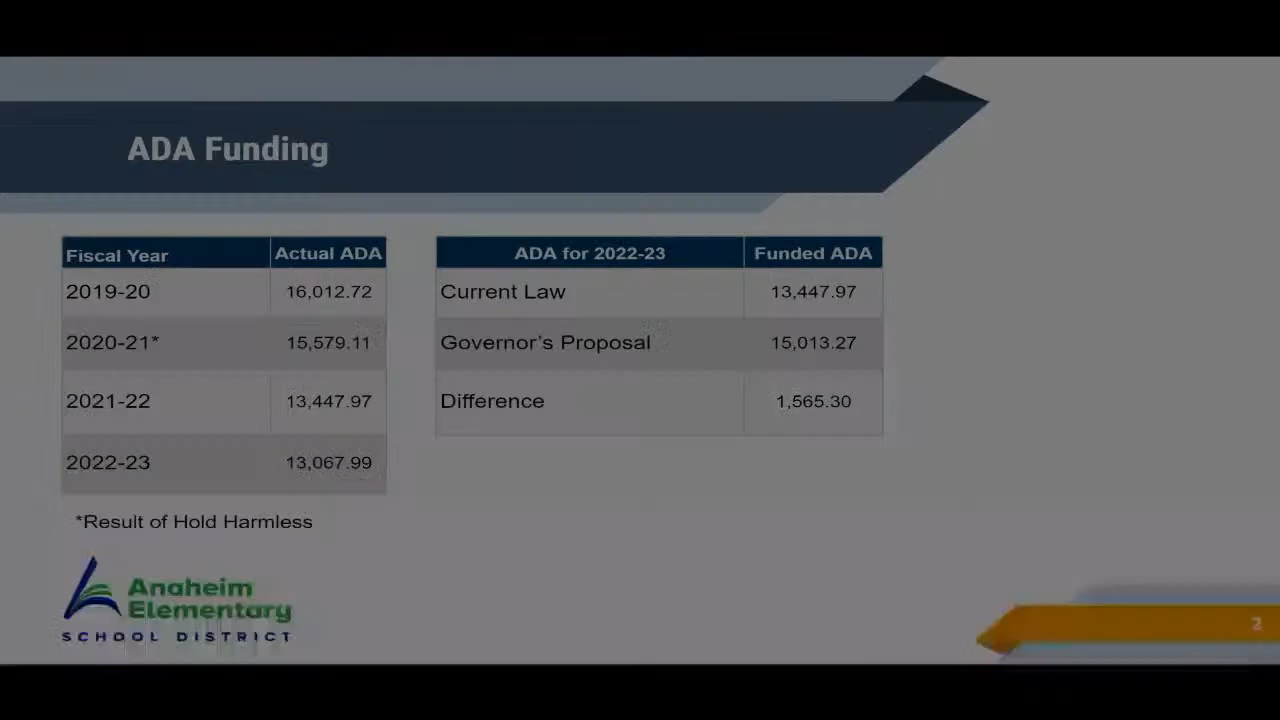 ADA Funding
Fiscal Year Actual ADA
2019-20 16,012.72
2020-21* 15,579.11
2021-22 13,447.97
2022-23 13,067.99
*Result of Hold Harmless
ADA for 2022-23 Funded ADA
Current Law 13,447.97
Governor's Proposal 15,013.27
Difference 1,565.30
Anaheim
Elementary
SCHOOL DISTRICT
2